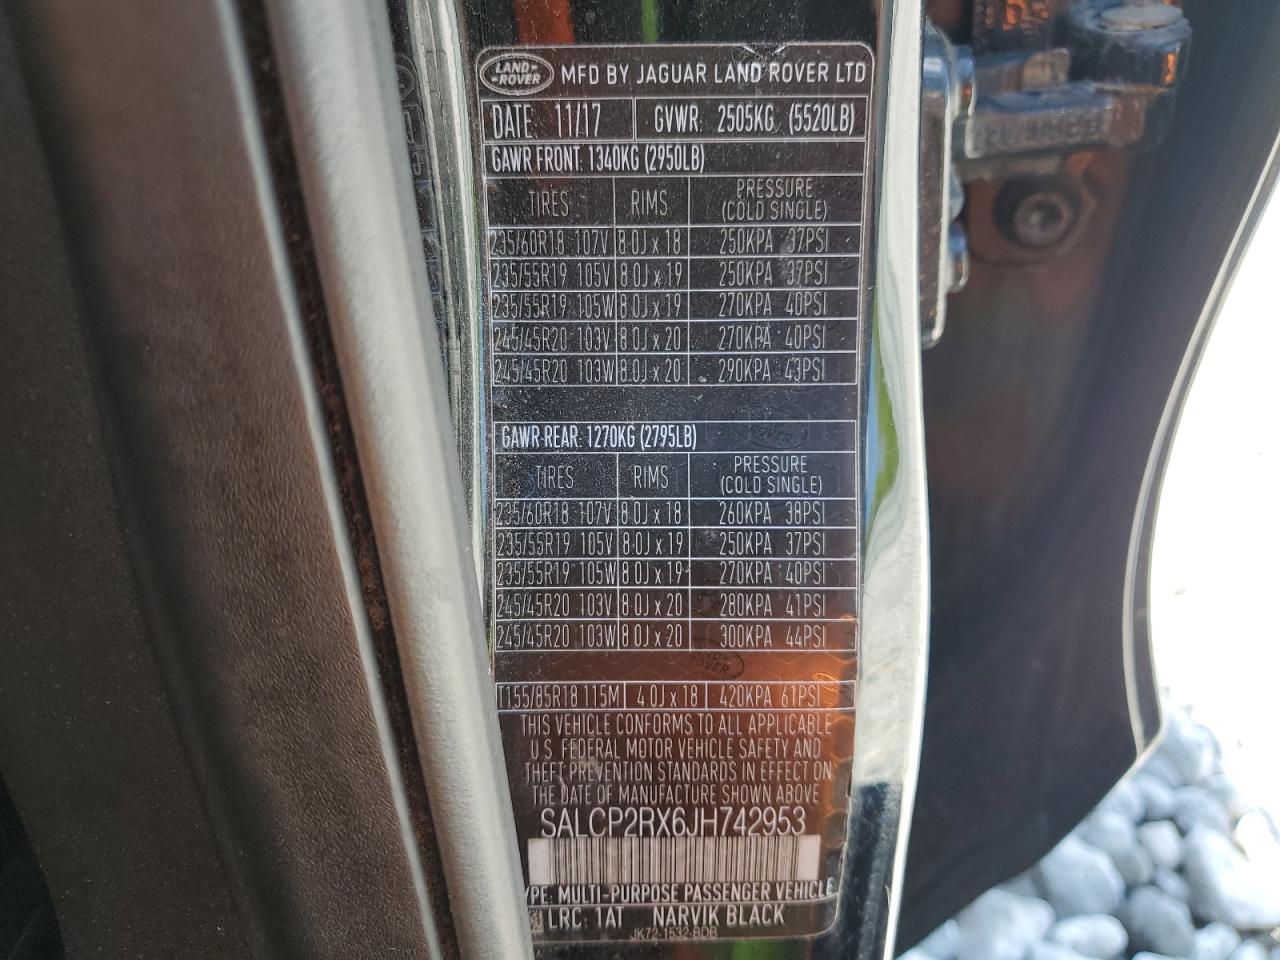 LAND ROVER MFD BY JAGUAR LAND ROVER LTD
DATE: 11/17 GVWR: 2505KG (5520LB)
GAWR FRONT: 1340KG (2950LB)
TIRES RIMS PRESSURE (COLD SINGLE)
235/60R18 107V 8.0J x 18 250KPA 37PSI
235/55R19 105V 8.0J x 19 250KPA 37PSI
235/55R19 105W 8.0J x 19 270KPA 40PSI
245/45R20 103V 8.0J x 20 270KPA 40PSI
245/45R20 103W 8.0J x 20 290KPA 43PSI
GAWR REAR: 1270KG (2795LB)
TIRES RIMS PRESSURE (COLD SINGLE)
235/60R18 107V 8.0J x 18 260KPA 38PSI
235/55R19 105V 8.0J x 19 250KPA 37PSI
235/55R19 105W 8.0J x 19 270KPA 40PSI
245/45R20 103V 8.0J x 20 280KPA 41PSI
245/45R20 103W 8.0J x 20 300KPA 44PSI
T155/85R18 115M 4.0J x 18 420KPA 61PSI
THIS VEHICLE CONFORMS TO ALL APPLICABLE
U.S. FEDERAL MOTOR VEHICLE SAFETY AND
THEFT PREVENTION STANDARDS IN EFFECT ON
THE DATE OF MANUFACTURE SHOWN ABOVE
SALCP2RX6JH742953
YPE: MULTI-PURPOSE PASSENGER VEHICLE
LRC: 1AT NARVIK BLACK
JK72-1532-BDB